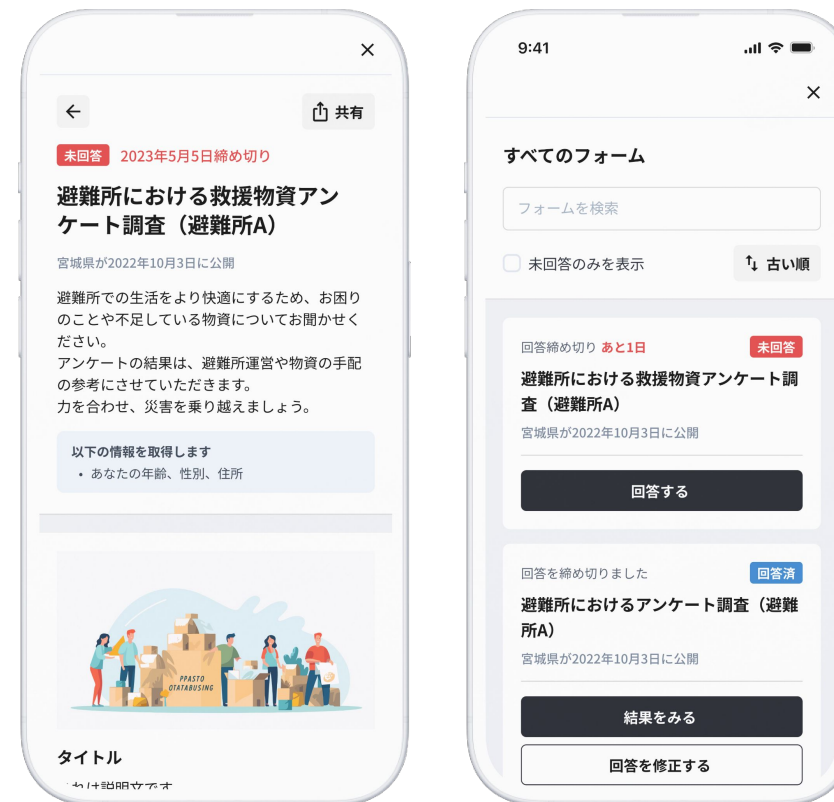 共有
未回答 2023年5月5日締め切り
避難所における救援物資アン
ケート調査（避難所A）
宮城県が2022年10月3日に公開
避難所での生活をより快適にするため、お困り
のことや不足している物資についてお聞かせく
ださい。
アンケートの結果は、避難所運営や物資の手配
の参考にさせていただきます。
力を合わせ、災害を乗り越えましょう。
以下の情報を取得します
• あなたの年齢、性別、住所
PPASTO
OTATABUSING
タイトル
これは説明文です
9:41
すべてのフォーム
フォームを検索
未回答のみを表示
古い順
回答締め切り あと1日 未回答
避難所における救援物資アンケート調
査（避難所A）
宮城県が2022年10月3日に公開
回答する
回答を締め切りました 回答済
避難所におけるアンケート調査（避難
所A）
宮城県が2022年10月3日に公開
結果をみる
回答を修正する